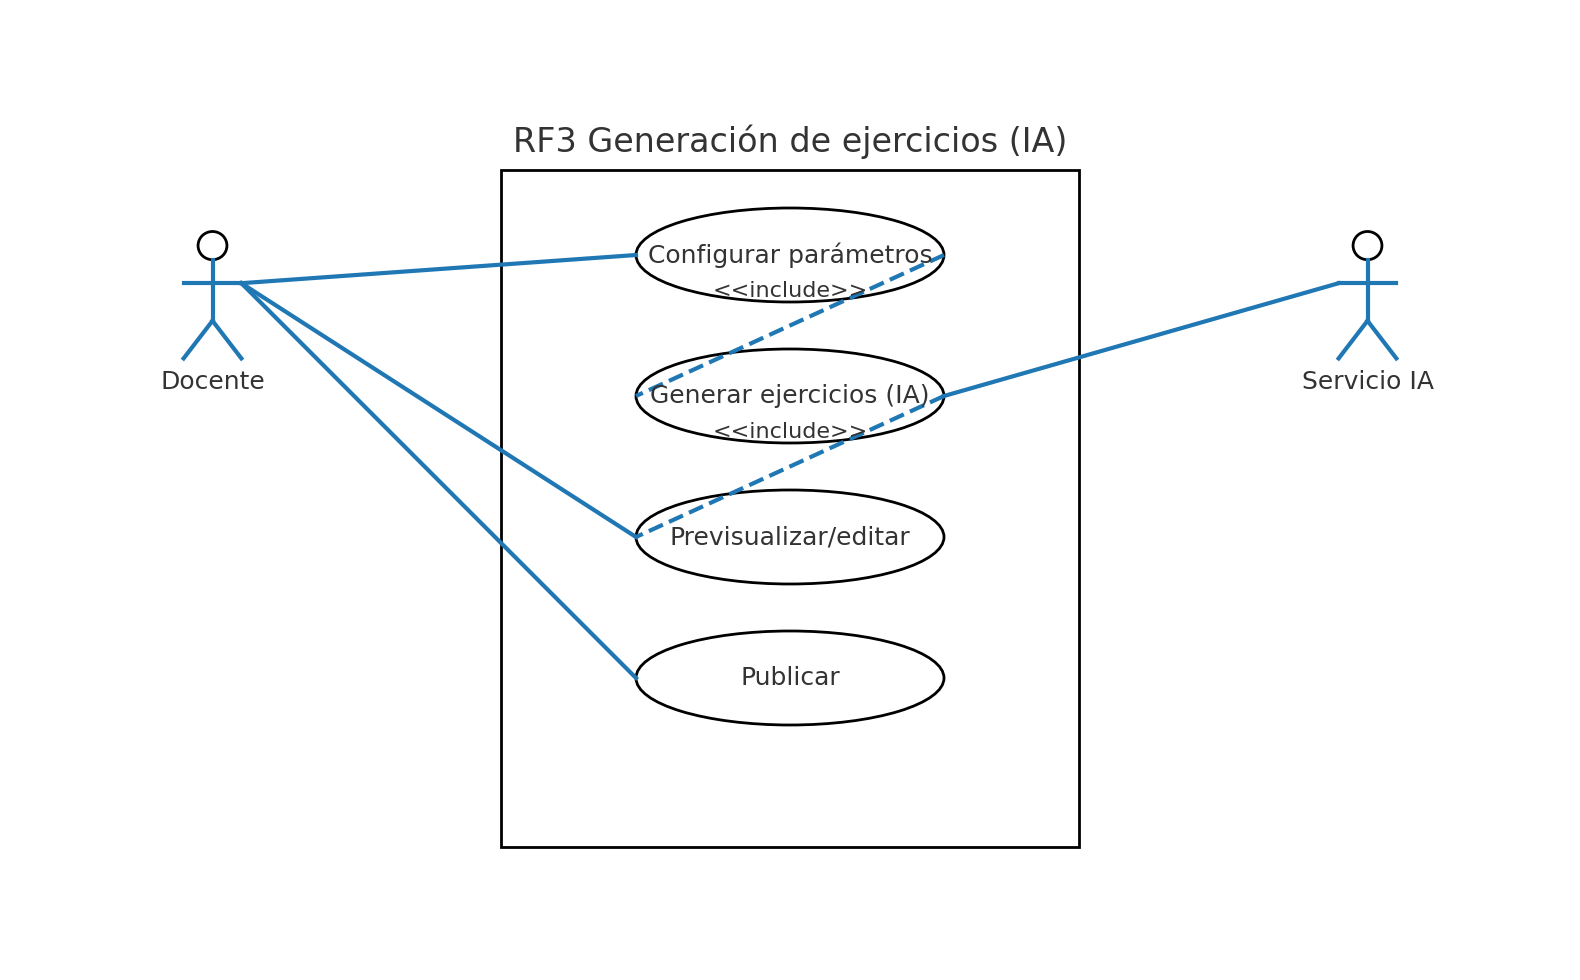 RF3 Generación de ejercicios (IA)
Configurar parámetros
<<include>>
Generar ejercicios (IA)
<<include>>
Previsualizar/editar
Publicar
Docente
Servicio IA